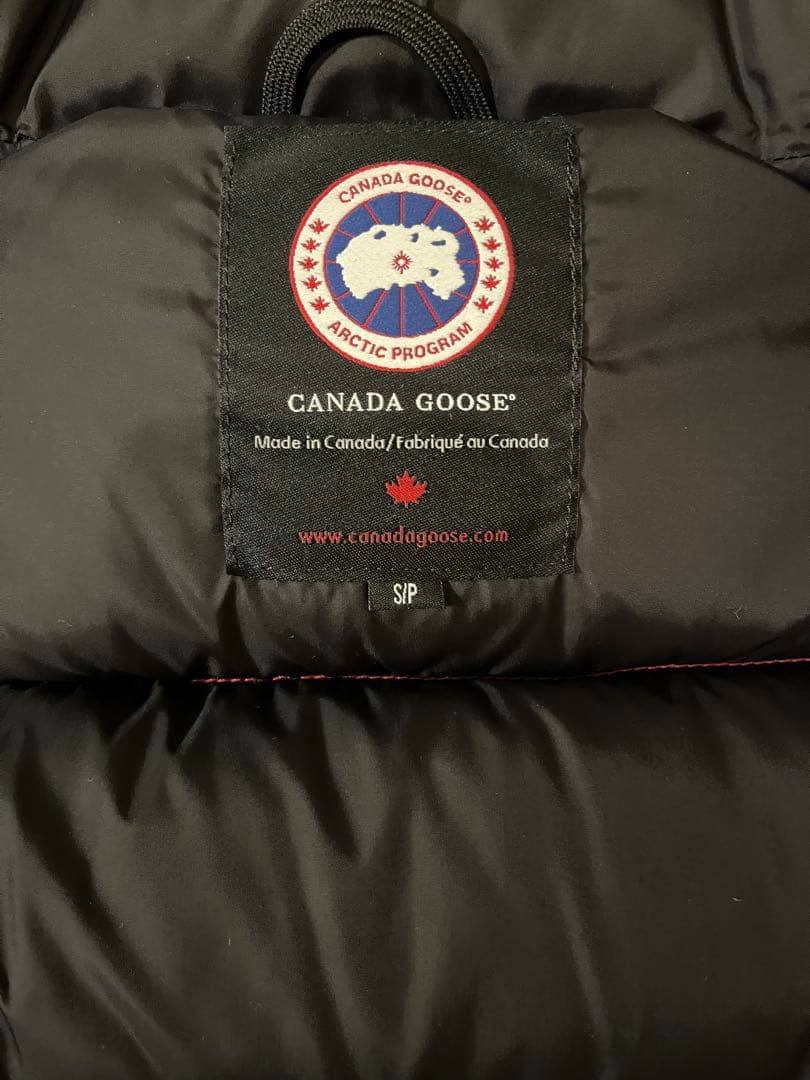 CANADA GOOSE®
ARCTIC PROGRAM
CANADA GOOSE®
Made in Canada/Fabriqué au Canada
www.canadagoose.com
S/P